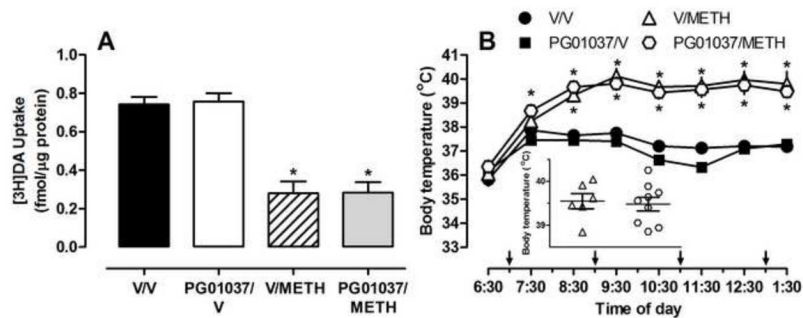 A
[3H]DA Uptake
(fmol/µg protein)
1.0
0.8
0.6
0.4
0.2
0.0
* *
V/V PG01037/ V/METH PG01037/
V METH
V/V V/METH
PG01037/V PG01037/METH
B
Body temperature (°C)
41
40
39
38
37
36
35
34
33
* * * * * * *
* * * * * *
Body temperature (°C)
40
39
6:30 7:30 8:30 9:30 10:30 11:30 12:30 1:30
Time of day